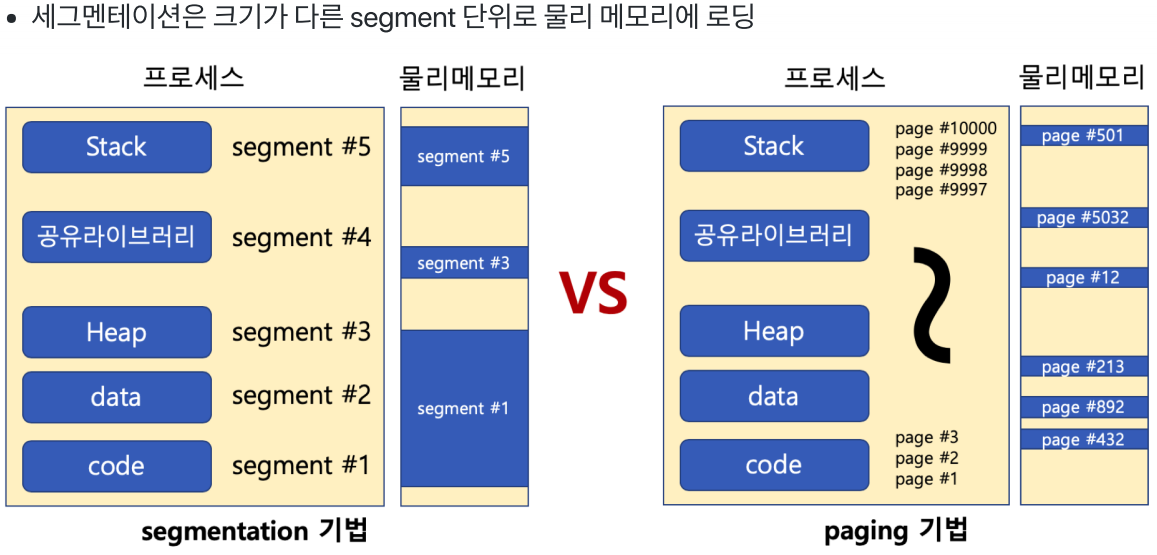 • 세그멘테이션은 크기가 다른 segment 단위로 물리 메모리에 로딩
프로세스
물리메모리
Stack
segment #5
공유라이브러리
segment #4
Heap
segment #3
data
segment #2
code
segment #1
segment #5
segment #3
segment #1
segmentation 기법
VS
프로세스
물리메모리
Stack
page #10000
page #9999
page #9998
page #9997
공유라이브러리
Heap
data
code
page #3
page #2
page #1
page #501
page #5032
page #12
page #213
page #892
page #432
paging 기법